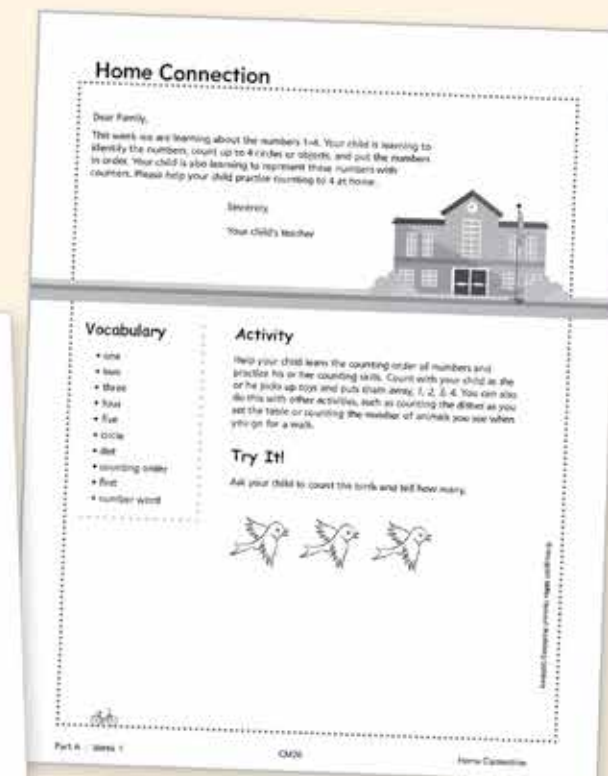 Home Connection
Dear Family,
This week we are learning about the numbers 1–4. Your child is learning to
identify the numbers, count up to 4 circles or objects, and put the numbers
in order. Your child is also learning to represent these numbers with
counters. Please help your child practice counting to 4 at home.
Sincerely,
Your child's teacher
Vocabulary
• one
• two
• three
• four
• five
• circle
• dot
• counting order
• first
• number word
Activity
Help your child learn the counting order of numbers and
practice his or her counting skills. Count with your child as she
or he picks up toys and puts them away, 1, 2, 3, 4. You can also
do this with other activities, such as counting the dishes as you
set the table or counting the number of animals you see when
you go for a walk.
Try It!
Ask your child to count the birds and tell how many.
Part A Week 1
Home Connection